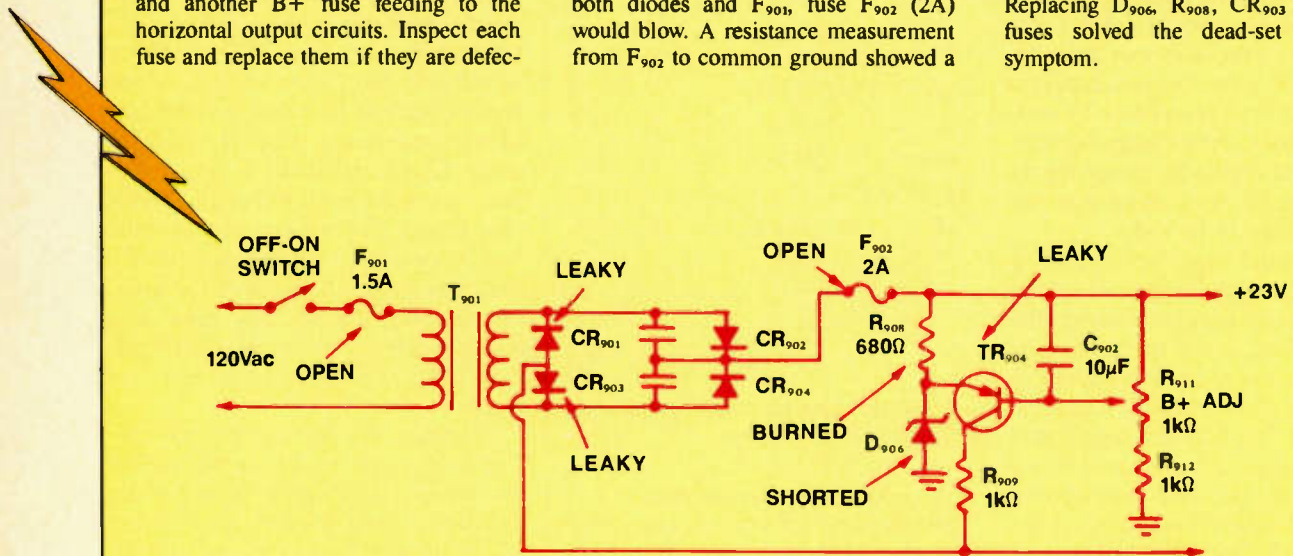 and another B+ fuse feeding to the
horizontal output circuits. Inspect each
fuse and replace them if they are defec-
both diodes and F₉₀₁, fuse F₉₀₂ (2A)
would blow. A resistance measurement
from F₉₀₂ to common ground showed a
Replacing D₉₀₆, R₉₀₈, CR₉₀₃
fuses solved the dead-set
symptom.
OFF-ON
SWITCH
F₉₀₁
1.5A
OPEN
120Vac
T₉₀₁
LEAKY
CR₉₀₁
CR₉₀₃
LEAKY
CR₉₀₂
CR₉₀₄
OPEN
F₉₀₂
2A
LEAKY
+23V
R₉₀₈
680Ω
TR₉₀₄
C₉₀₂
10μF
BURNED
D₉₀₆
SHORTED
R₉₀₉
1kΩ
R₉₁₁
B+ ADJ
1kΩ
R₉₁₂
1kΩ